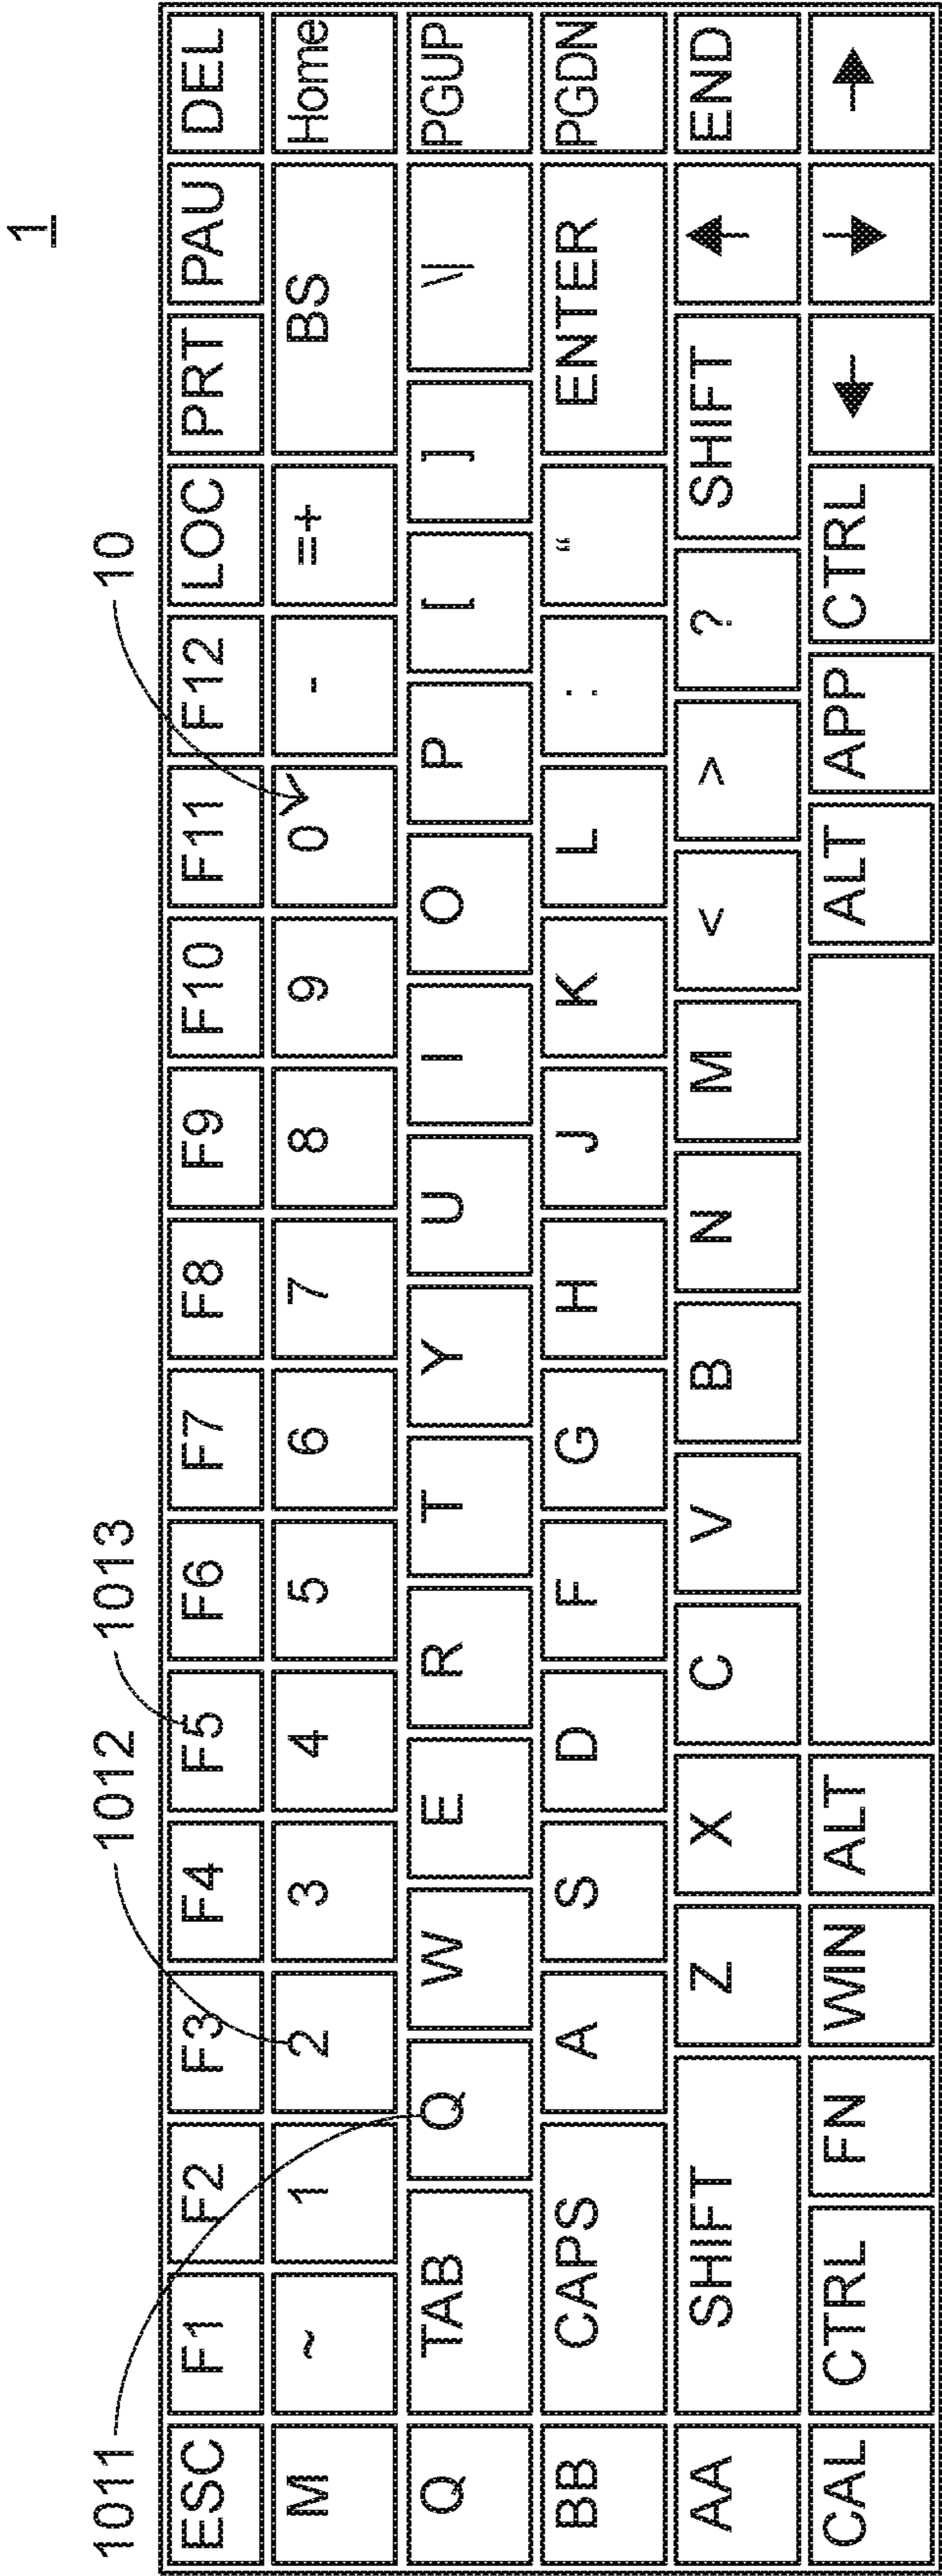 1
1011 1012 1013 10
ESC F1 F2 F3 F4 F5 F6 F7 F8 F9 F10 F11 F12 LOC PRT PAU DEL
M ~ 1 2 3 4 5 6 7 8 9 0 - =+ BS Home
Q TAB Q W E R T Y U I O P [ ] \| PGUP
BB CAPS A S D F G H J K L : “ ENTER PGDN
AA SHIFT Z X C V B N M < > ? SHIFT ↑ END
CAL CTRL FN WIN ALT ALT APP CTRL ← ↓ →